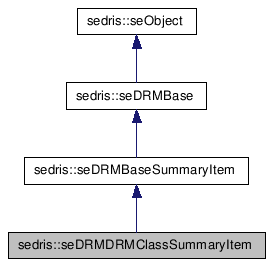 sedris::seObject
sedris::seDRMBase
sedris::seDRMBaseSummaryItem
sedris::seDRMDRMClassSummaryItem